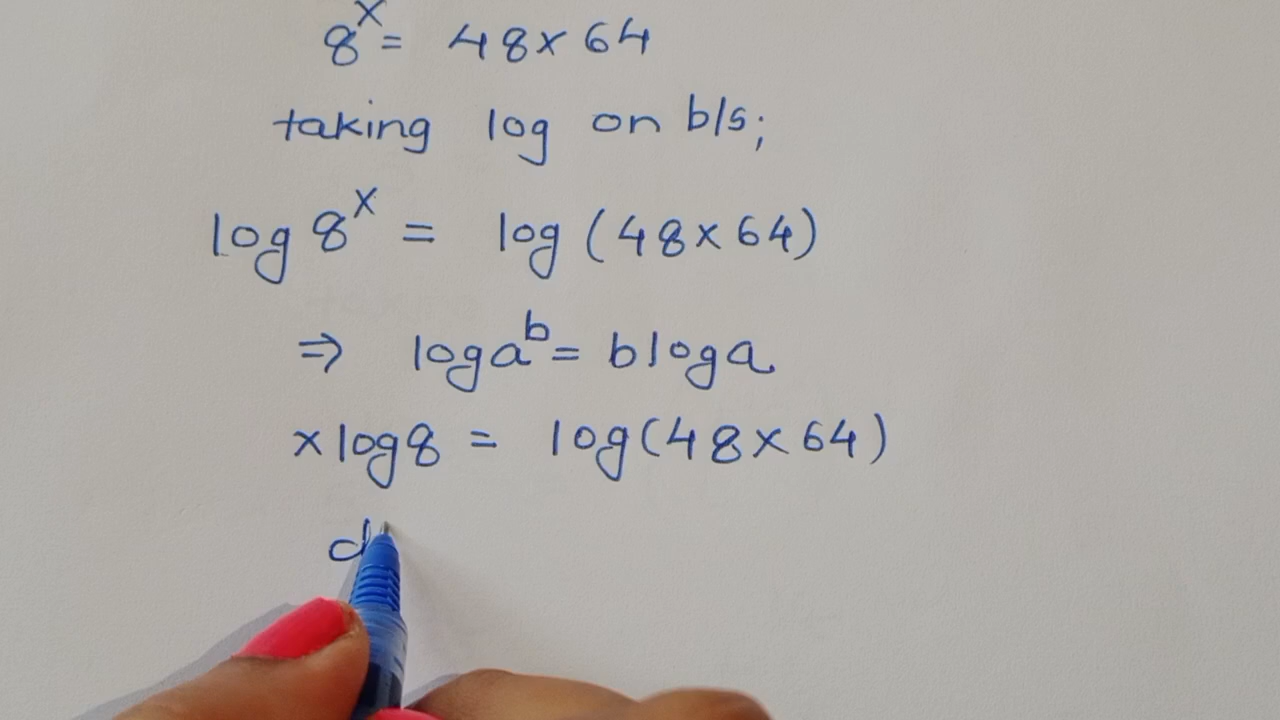 8^x = 48 × 64
taking log on b/s;
log 8^x = log (48 × 64)
⇒ log a^b = b log a
x log 8 = log (48 × 64)
d